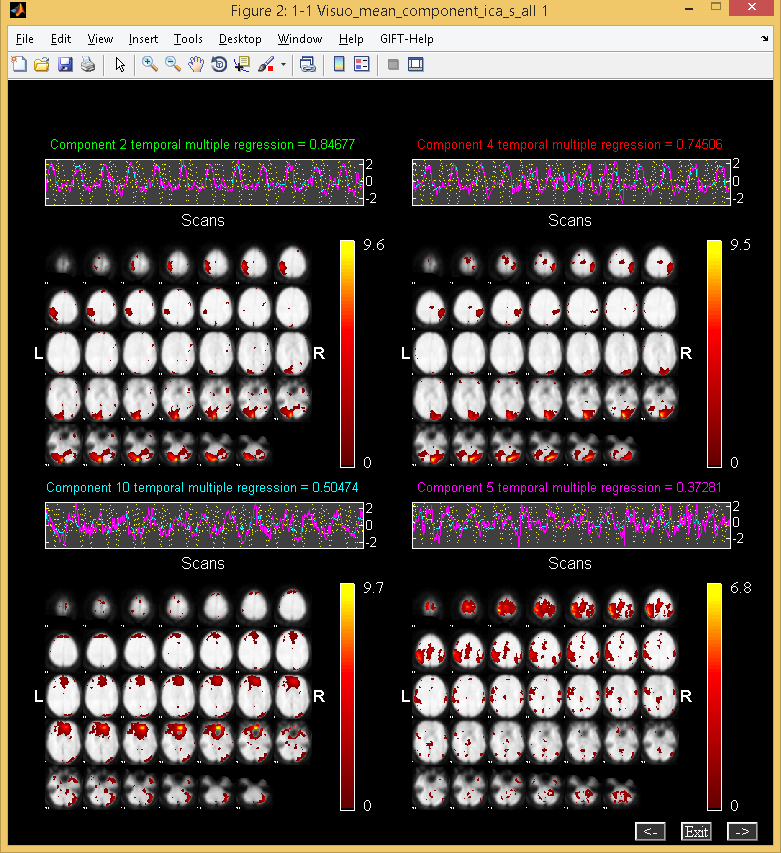 Figure 2: 1-1 Visuo_mean_component_ica_s_all 1
File Edit View Insert Tools Desktop Window Help GIFT-Help
Component 2 temporal multiple regression = 0.84677
2
0
-2
Scans
9.6
L R
0
Component 4 temporal multiple regression = 0.74506
2
0
-2
Scans
9.5
L R
0
Component 10 temporal multiple regression = 0.50474
2
0
-2
Scans
9.7
L R
0
Component 5 temporal multiple regression = 0.37281
2
0
-2
Scans
6.8
L R
0
<- Exit ->